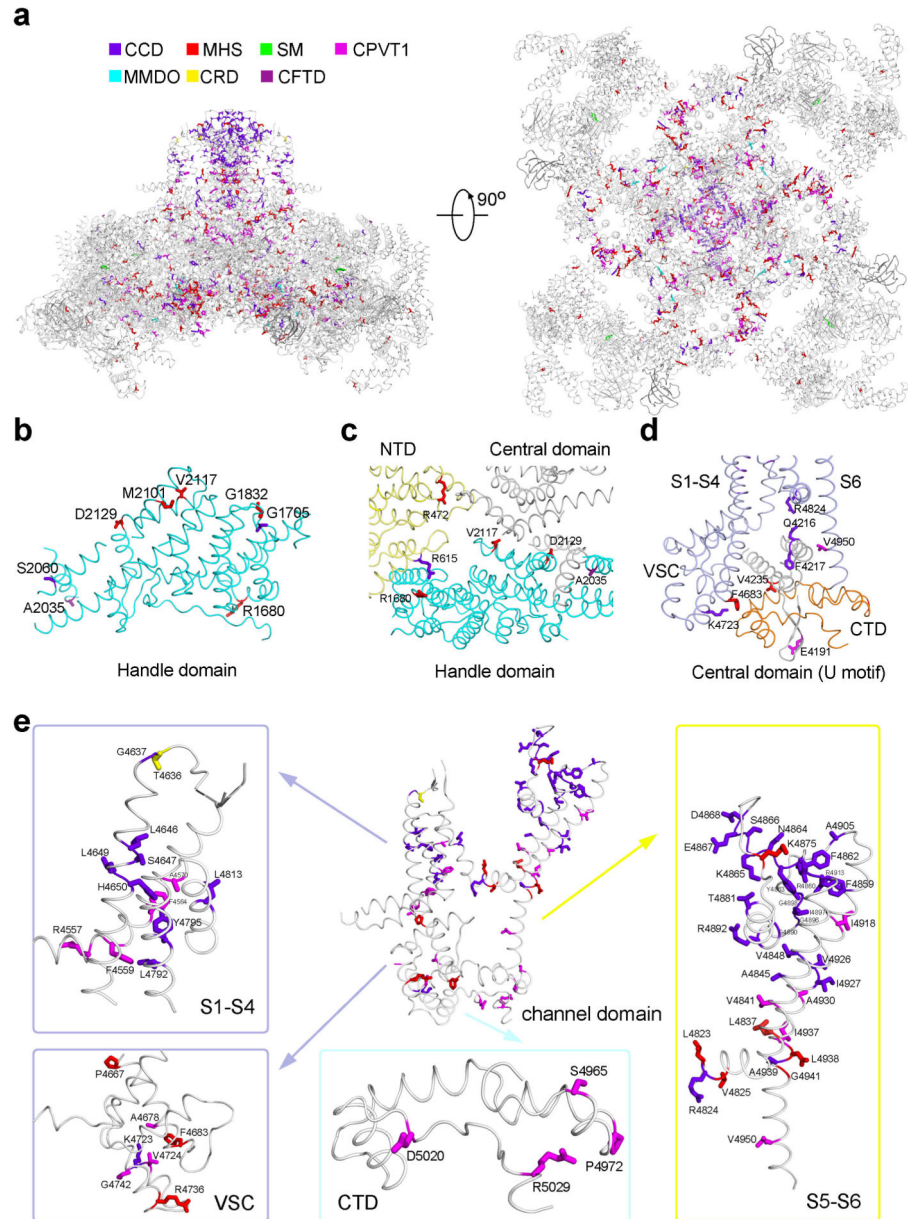 a
CCD MHS SM CPVT1
MMDO CRD CFTD
90º
b
V2117
M2101
D2129
G1832
G1705
S2060
A2035
R1680
Handle domain
c
NTD
Central domain
R472
V2117
D2129
R615
A2035
R1680
Handle domain
d
S1-S4
S6
R4824
Q4216
V4950
F4217
VSC
V4235
F4683
K4723
CTD
E4191
Central domain (U motif)
e
G4637
T4636
L4646
L4649
S4647
H4650
L4813
F4564
Y4795
R4557
F4559
L4792
S1-S4
channel domain
D4868
S4866
N4864
A4905
E4867
K4875
K4865
F4862
R4913
F4859
T4881
R4892
I4918
V4848
V4926
A4845
I4927
V4841
A4930
L4837
I4937
L4823
L4938
A4939
G4941
V4825
R4824
V4950
S5-S6
P4667
A4678
K4723
F4683
V4724
G4742
R4736
VSC
S4965
D5020
P4972
R5029
CTD